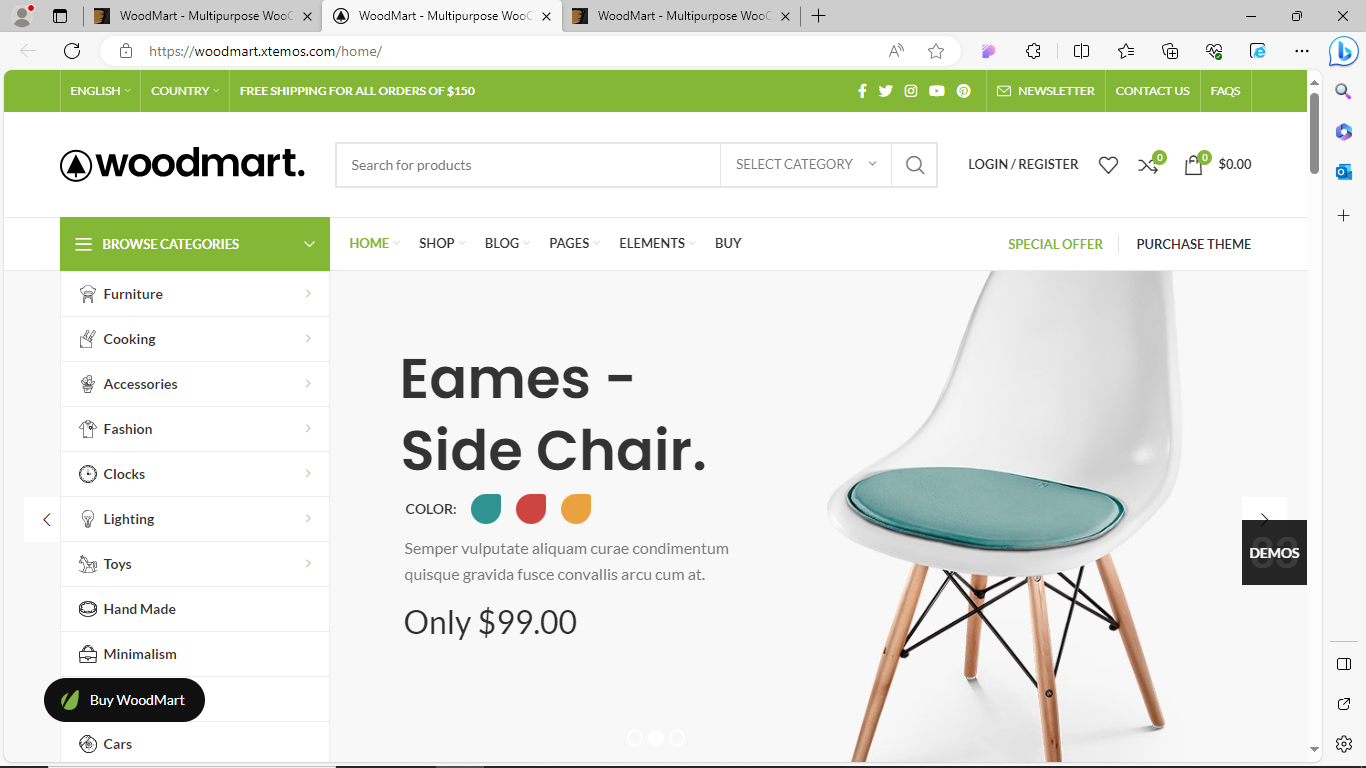 WoodMart - Multipurpose WooC
WoodMart - Multipurpose WooC
WoodMart - Multipurpose WooC
https://woodmart.xtemos.com/home/
ENGLISH
COUNTRY
FREE SHIPPING FOR ALL ORDERS OF $150
NEWSLETTER
CONTACT US
FAQS
woodmart.
Search for products
SELECT CATEGORY
LOGIN / REGISTER
0
0
$0.00
BROWSE CATEGORIES
HOME
SHOP
BLOG
PAGES
ELEMENTS
BUY
SPECIAL OFFER
PURCHASE THEME
Furniture
Cooking
Accessories
Fashion
Clocks
Lighting
Toys
Hand Made
Minimalism
Buy WoodMart
Cars
Eames -
Side Chair.
COLOR:
Semper vulputate aliquam curae condimentum
quisque gravida fusce convallis arcu cum at.
Only $99.00
DEMOS